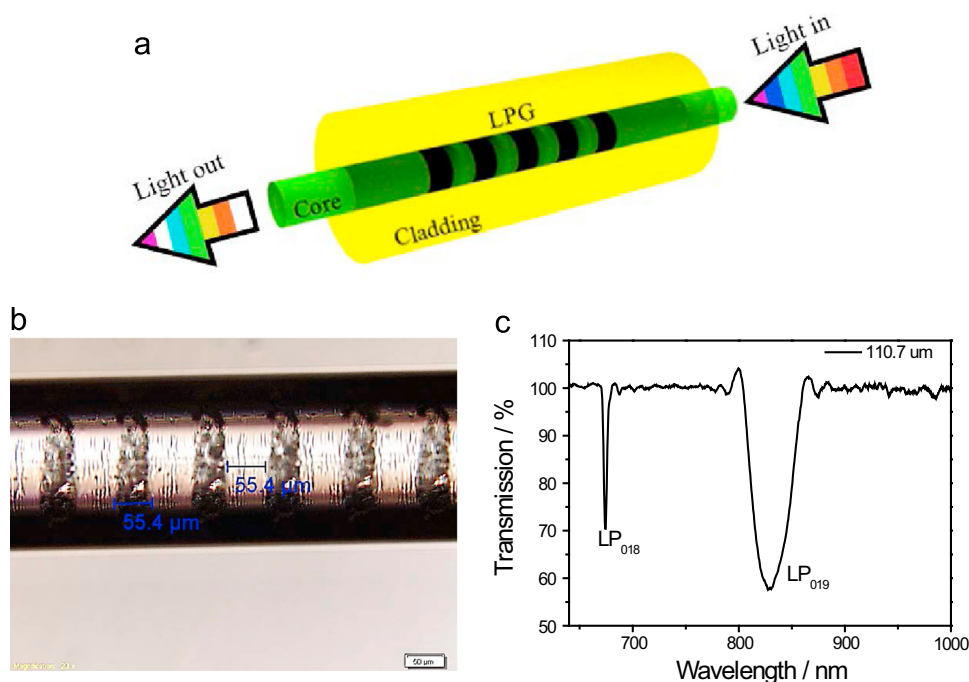 a
Light in
LPG
Light out
Core
Cladding
b
55.4 µm
55.4 µm
50 µm
c
110
100
90
80
70
60
50
Transmission / %
110.7 um
LP018
LP019
700
800
900
1000
Wavelength / nm